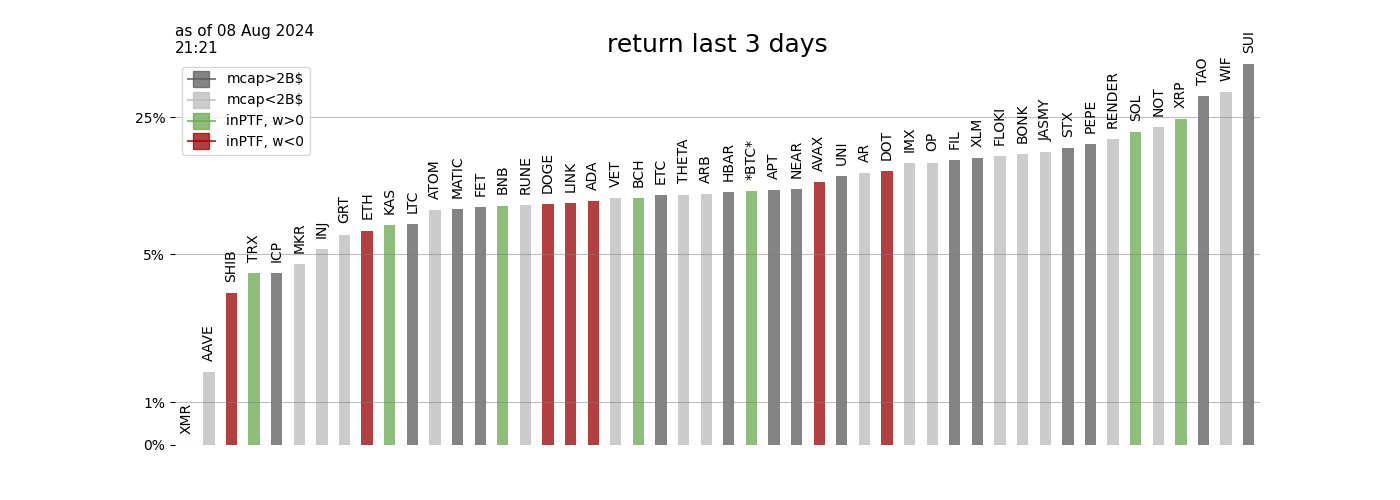 as of 08 Aug 2024
21:21
return last 3 days
mcap>2B$
mcap<2B$
inPTF, w>0
inPTF, w<0
25%
5%
1%
0%
XMR
AAVE
SHIB
TRX
ICP
MKR
INJ
GRT
ETH
KAS
LTC
ATOM
MATIC
FET
BNB
RUNE
DOGE
LINK
ADA
VET
BCH
ETC
THETA
ARB
HBAR
*BTC*
APT
NEAR
AVAX
UNI
AR
DOT
IMX
OP
FIL
XLM
FLOKI
BONK
JASMY
STX
PEPE
RENDER
SOL
NOT
XRP
TAO
WIF
SUI